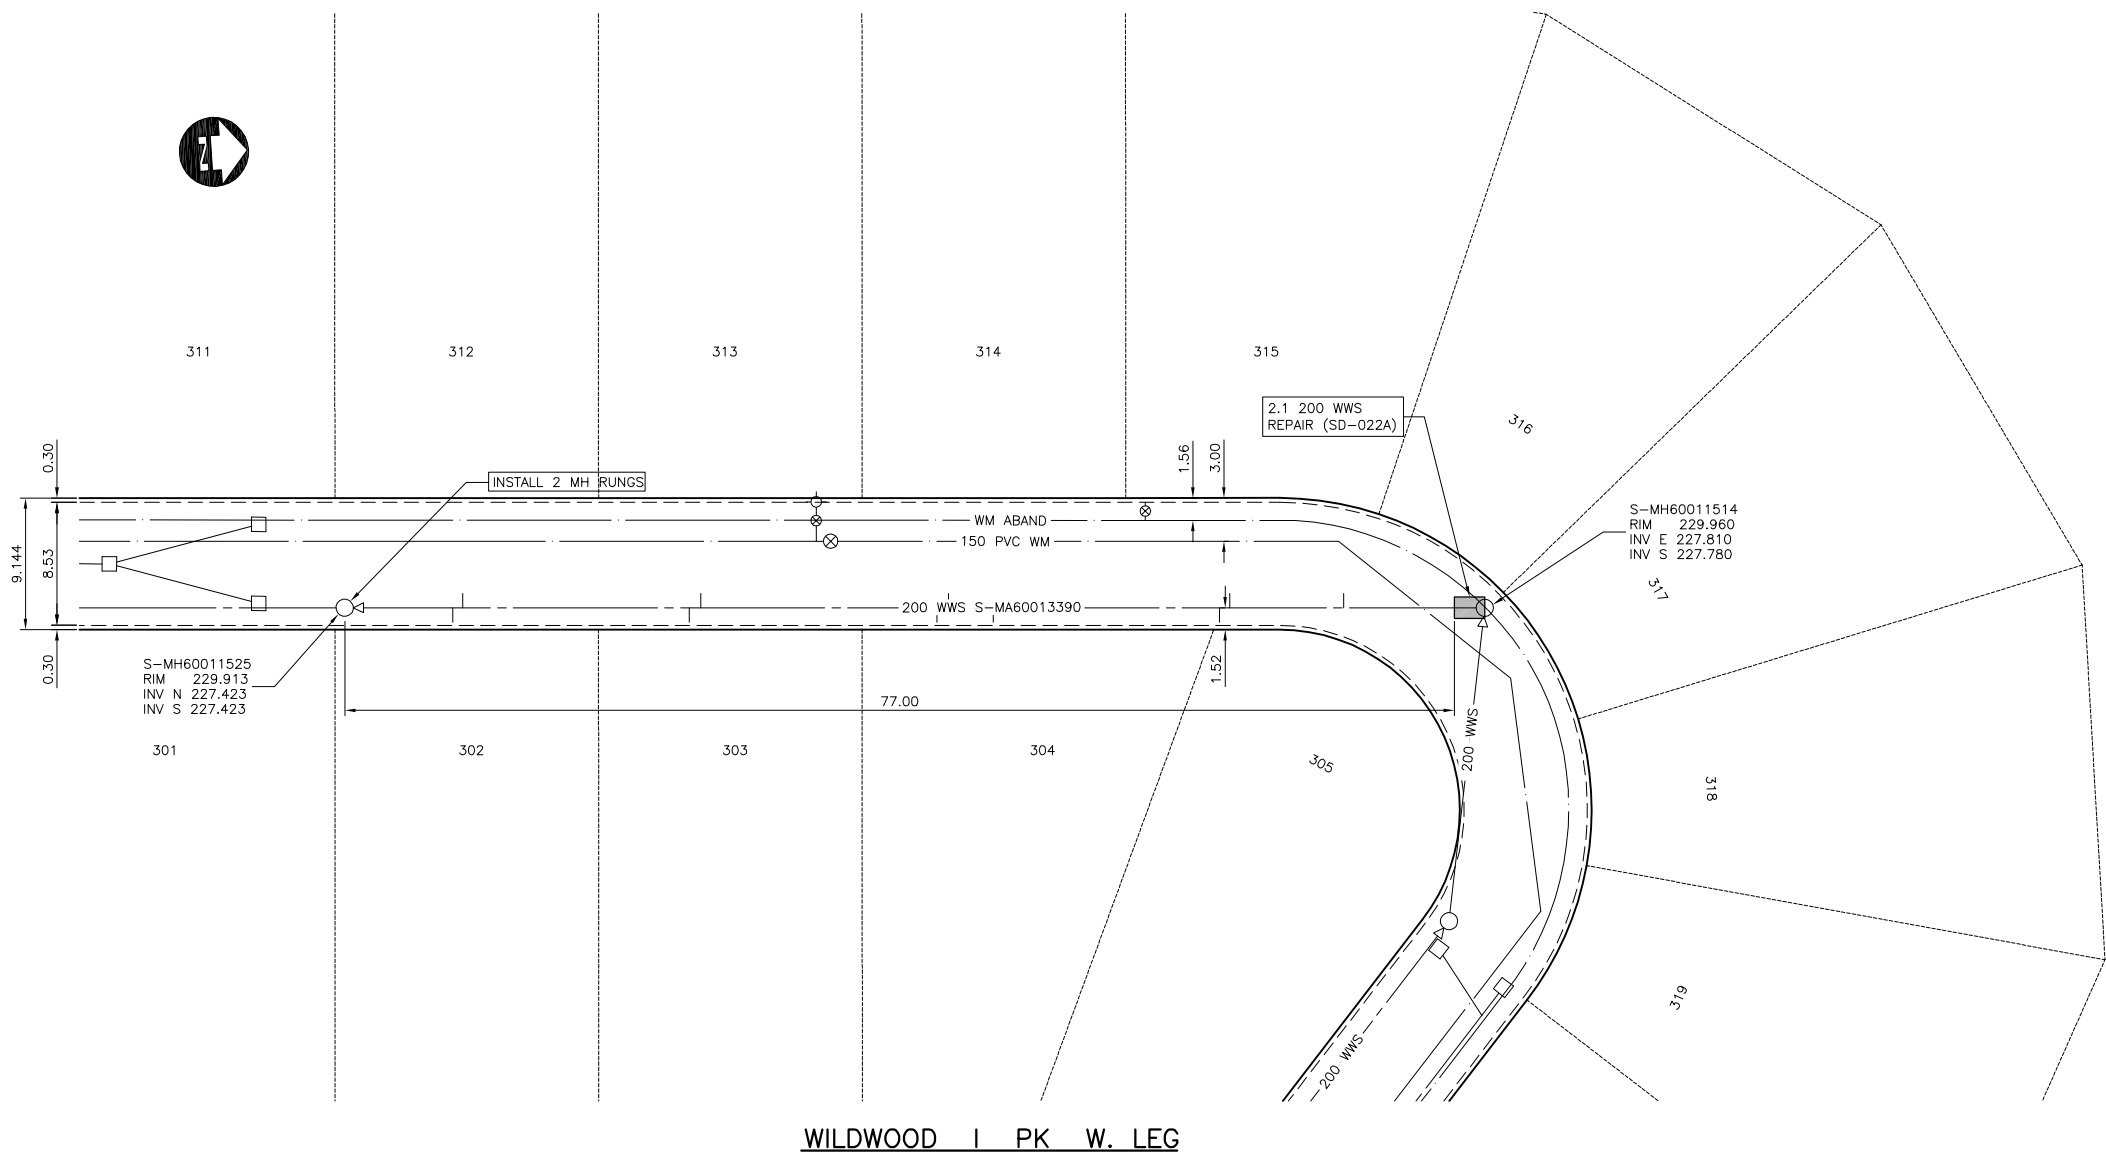 N
311
312
313
314
315
316
2.1 200 WWS
REPAIR (SD-022A)
0.30
1.56
3.00
INSTALL 2 MH RUNGS
S-MH60011514
RIM 229.960
INV E 227.810
INV S 227.780
WM ABAND
150 PVC WM
9.144
8.53
317
200 WWS S-MA60013390
0.30
S-MH60011525
RIM 229.913
INV N 227.423
INV S 227.423
1.52
77.00
200 WWS
301
302
303
304
305
318
319
200 WWS
WILDWOOD I PK W. LEG